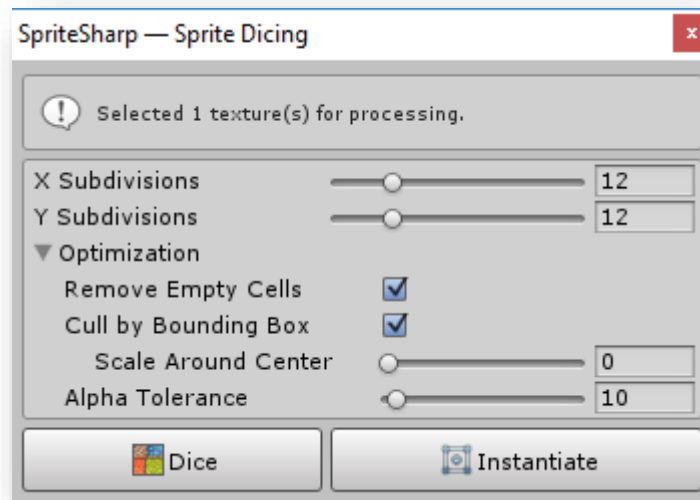 SpriteSharp — Sprite Dicing
x
Selected 1 texture(s) for processing.
X Subdivisions 12
Y Subdivisions 12
Optimization
Remove Empty Cells
Cull by Bounding Box
Scale Around Center 0
Alpha Tolerance 10
Dice Instantiate